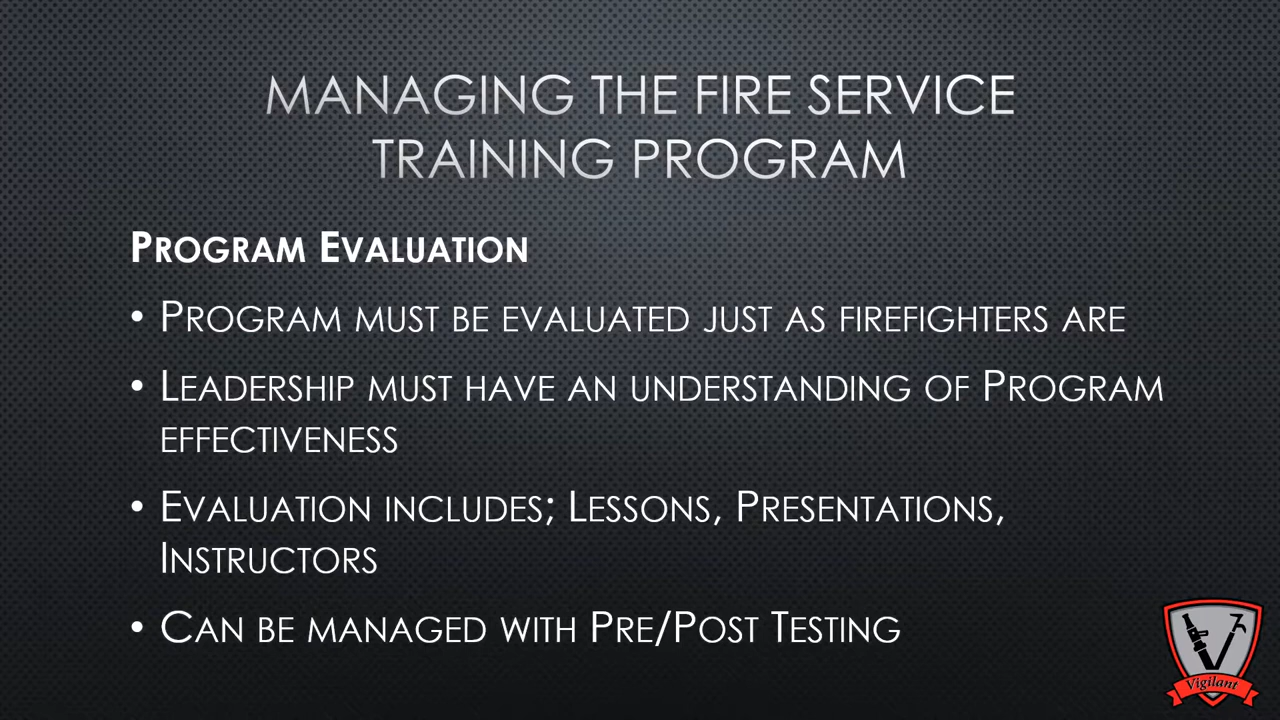 MANAGING THE FIRE SERVICE
TRAINING PROGRAM
PROGRAM EVALUATION
• PROGRAM MUST BE EVALUATED JUST AS FIREFIGHTERS ARE
• LEADERSHIP MUST HAVE AN UNDERSTANDING OF PROGRAM
EFFECTIVENESS
• EVALUATION INCLUDES; LESSONS, PRESENTATIONS,
INSTRUCTORS
• CAN BE MANAGED WITH PRE/POST TESTING
Vigilant